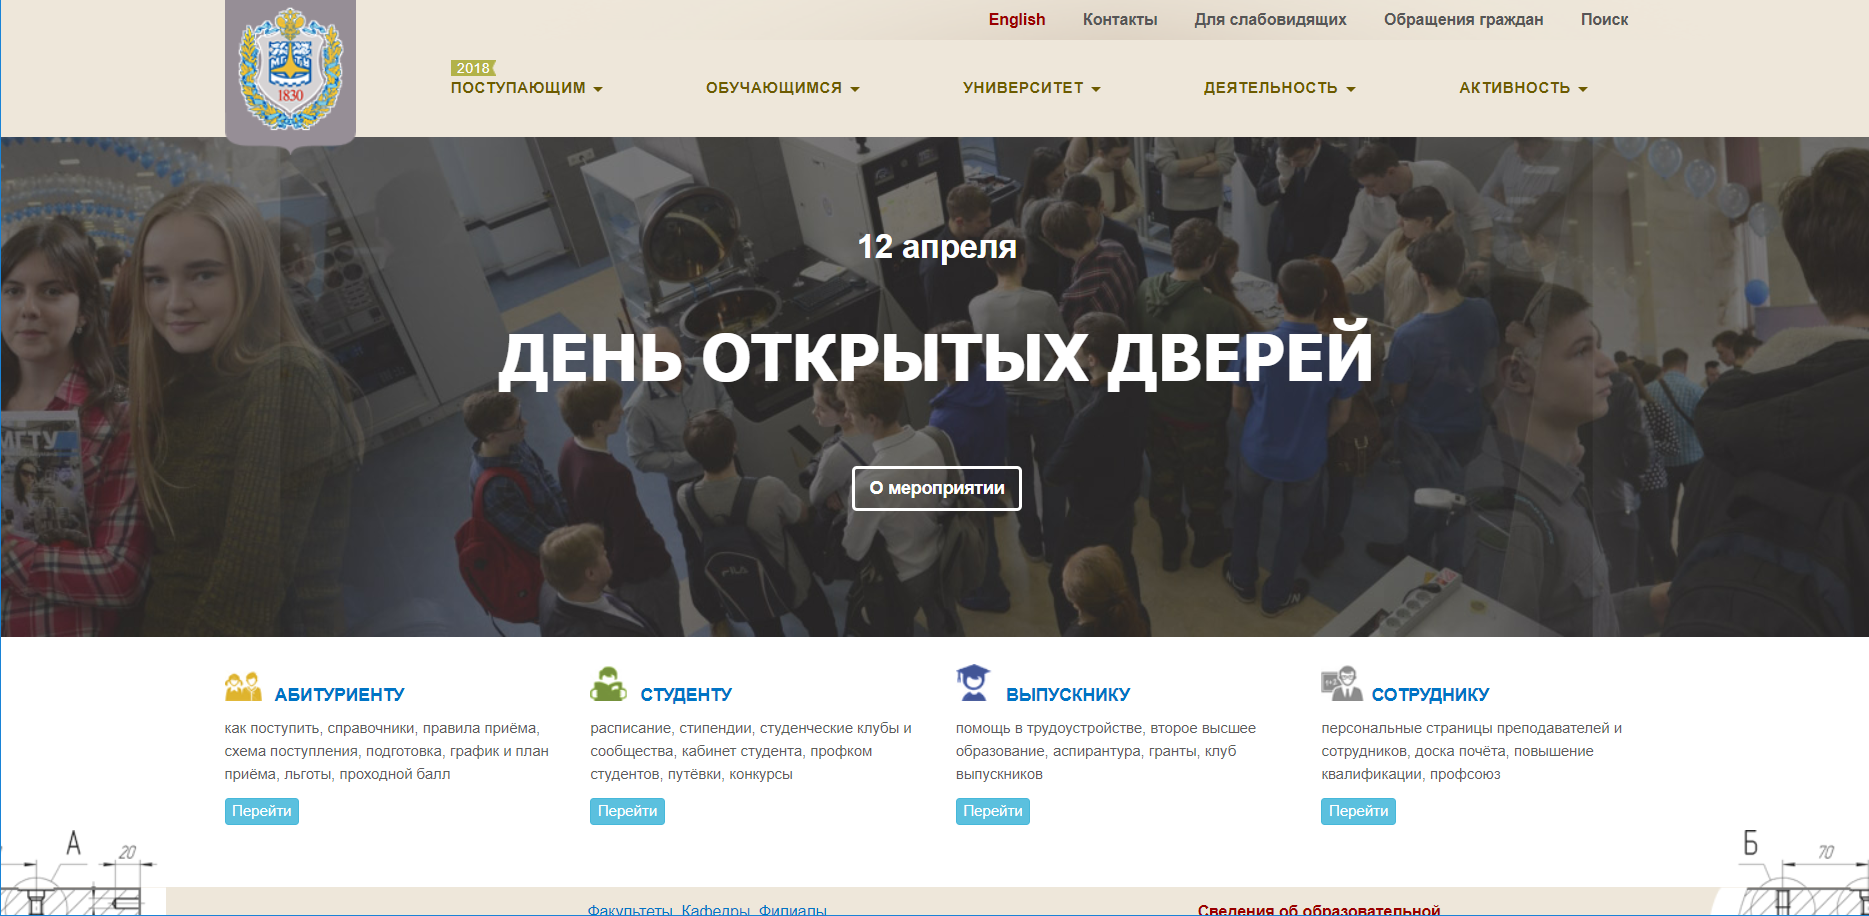 English Контакты Для слабовидящих Обращения граждан Поиск
МГТУ
1830
2018
ПОСТУПАЮЩИМ ОБУЧАЮЩИМСЯ УНИВЕРСИТЕТ ДЕЯТЕЛЬНОСТЬ АКТИВНОСТЬ
12 апреля
ДЕНЬ ОТКРЫТЫХ ДВЕРЕЙ
МГТУ
О мероприятии
FILA
АБИТУРИЕНТУ
как поступить, справочники, правила приёма,
схема поступления, подготовка, график и план
приёма, льготы, проходной балл
Перейти
СТУДЕНТУ
расписание, стипендии, студенческие клубы и
сообщества, кабинет студента, профком
студентов, путёвки, конкурсы
Перейти
ВЫПУСКНИКУ
помощь в трудоустройстве, второе высшее
образование, аспирантура, гранты, клуб
выпускников
Перейти
СОТРУДНИКУ
персональные страницы преподавателей и
сотрудников, доска почёта, повышение
квалификации, профсоюз
Перейти
А 20
Б 70
Факультеты, Кафедры, Филиалы
Сведения об образовательной